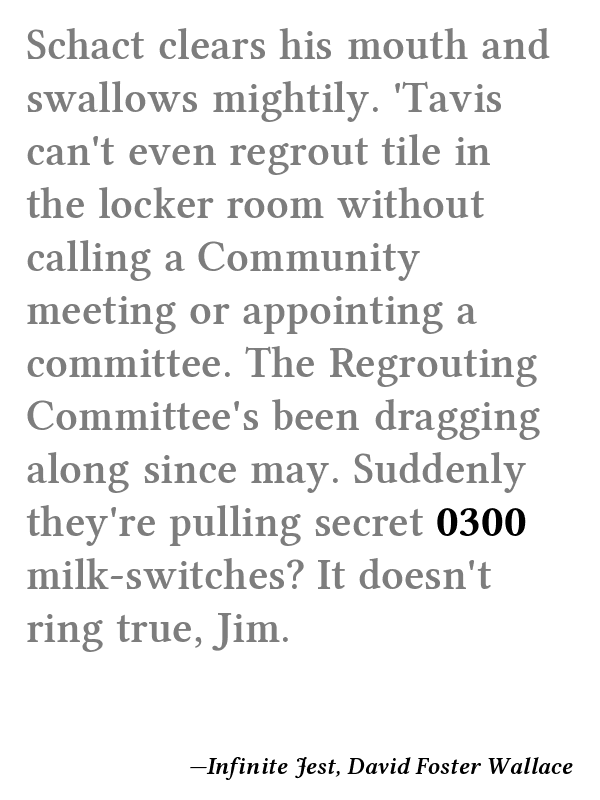 Schact clears his mouth and
swallows mightily. 'Tavis
can't even regrout tile in
the locker room without
calling a Community
meeting or appointing a
committee. The Regrouting
Committee's been dragging
along since may. Suddenly
they're pulling secret 0300
milk-switches? It doesn't
ring true, Jim.
—Infinite Jest, David Foster Wallace